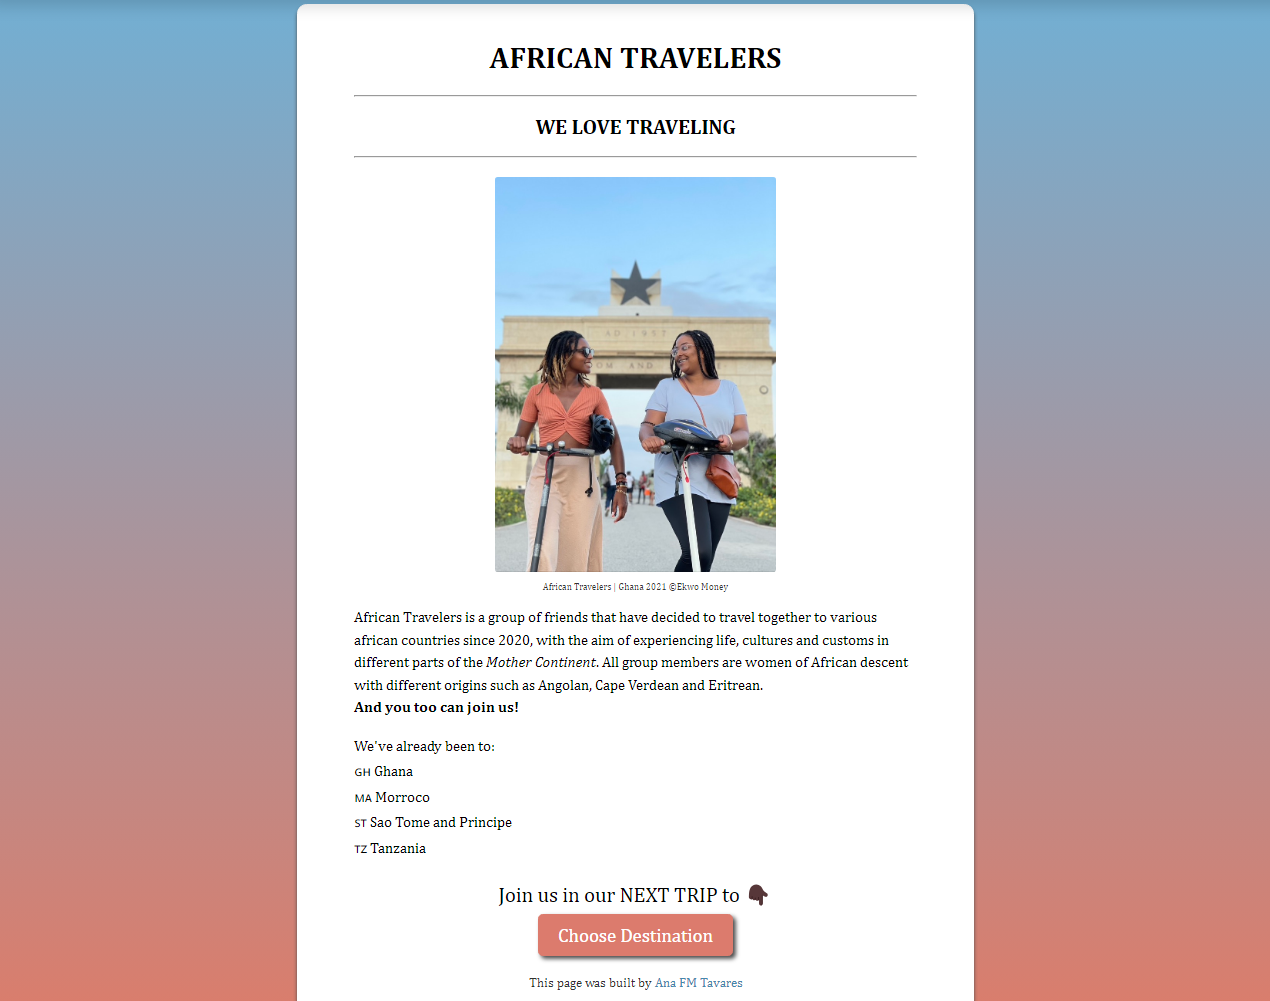 AFRICAN TRAVELERS
WE LOVE TRAVELING
AD 1957
OM AND
African Travelers | Ghana 2021 ©Ekwo Money
African Travelers is a group of friends that have decided to travel together to various
african countries since 2020, with the aim of experiencing life, cultures and customs in
different parts of the Mother Continent. All group members are women of African descent
with different origins such as Angolan, Cape Verdean and Eritrean.
And you too can join us!
We've already been to:
GH Ghana
MA Morroco
ST Sao Tome and Principe
TZ Tanzania
Join us in our NEXT TRIP to
Choose Destination
This page was built by Ana FM Tavares